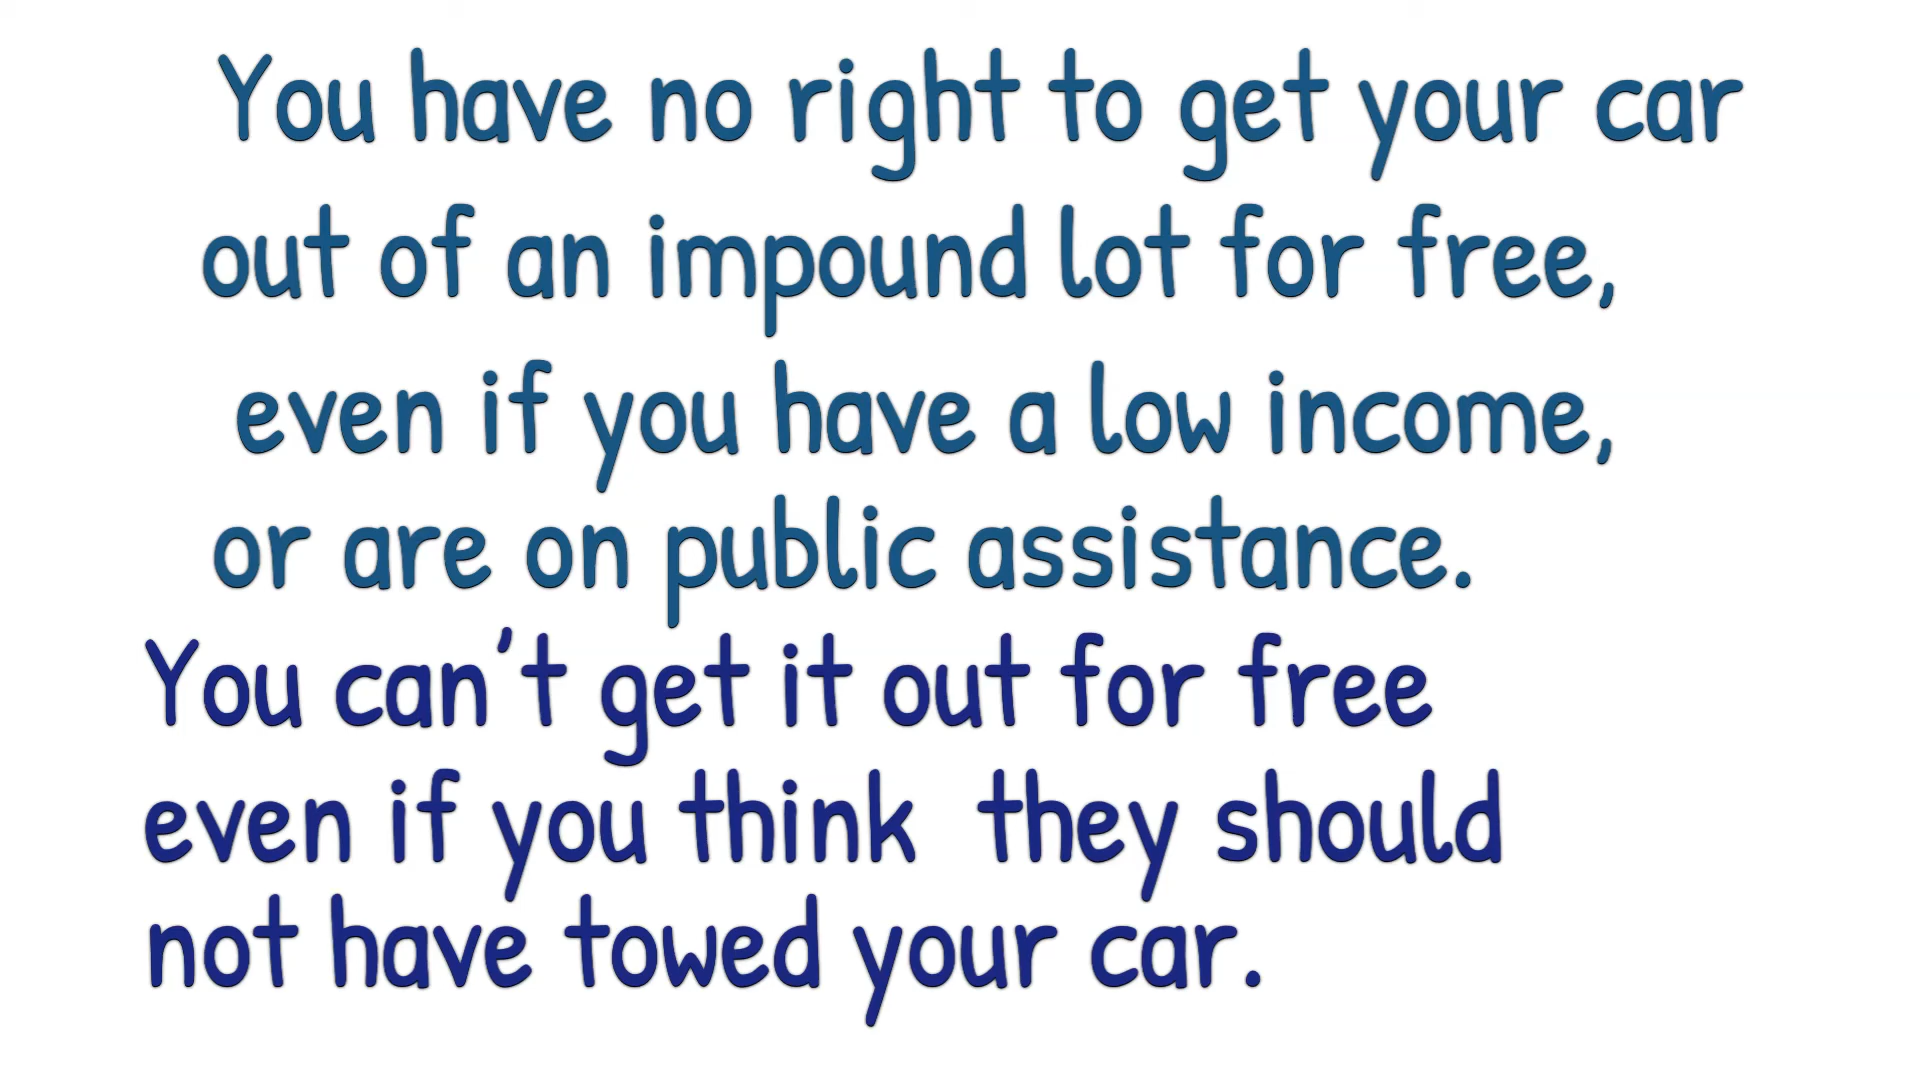 You have no right to get your car
out of an impound lot for free,
even if you have a low income,
or are on public assistance.
You can't get it out for free
even if you think they should
not have towed your car.